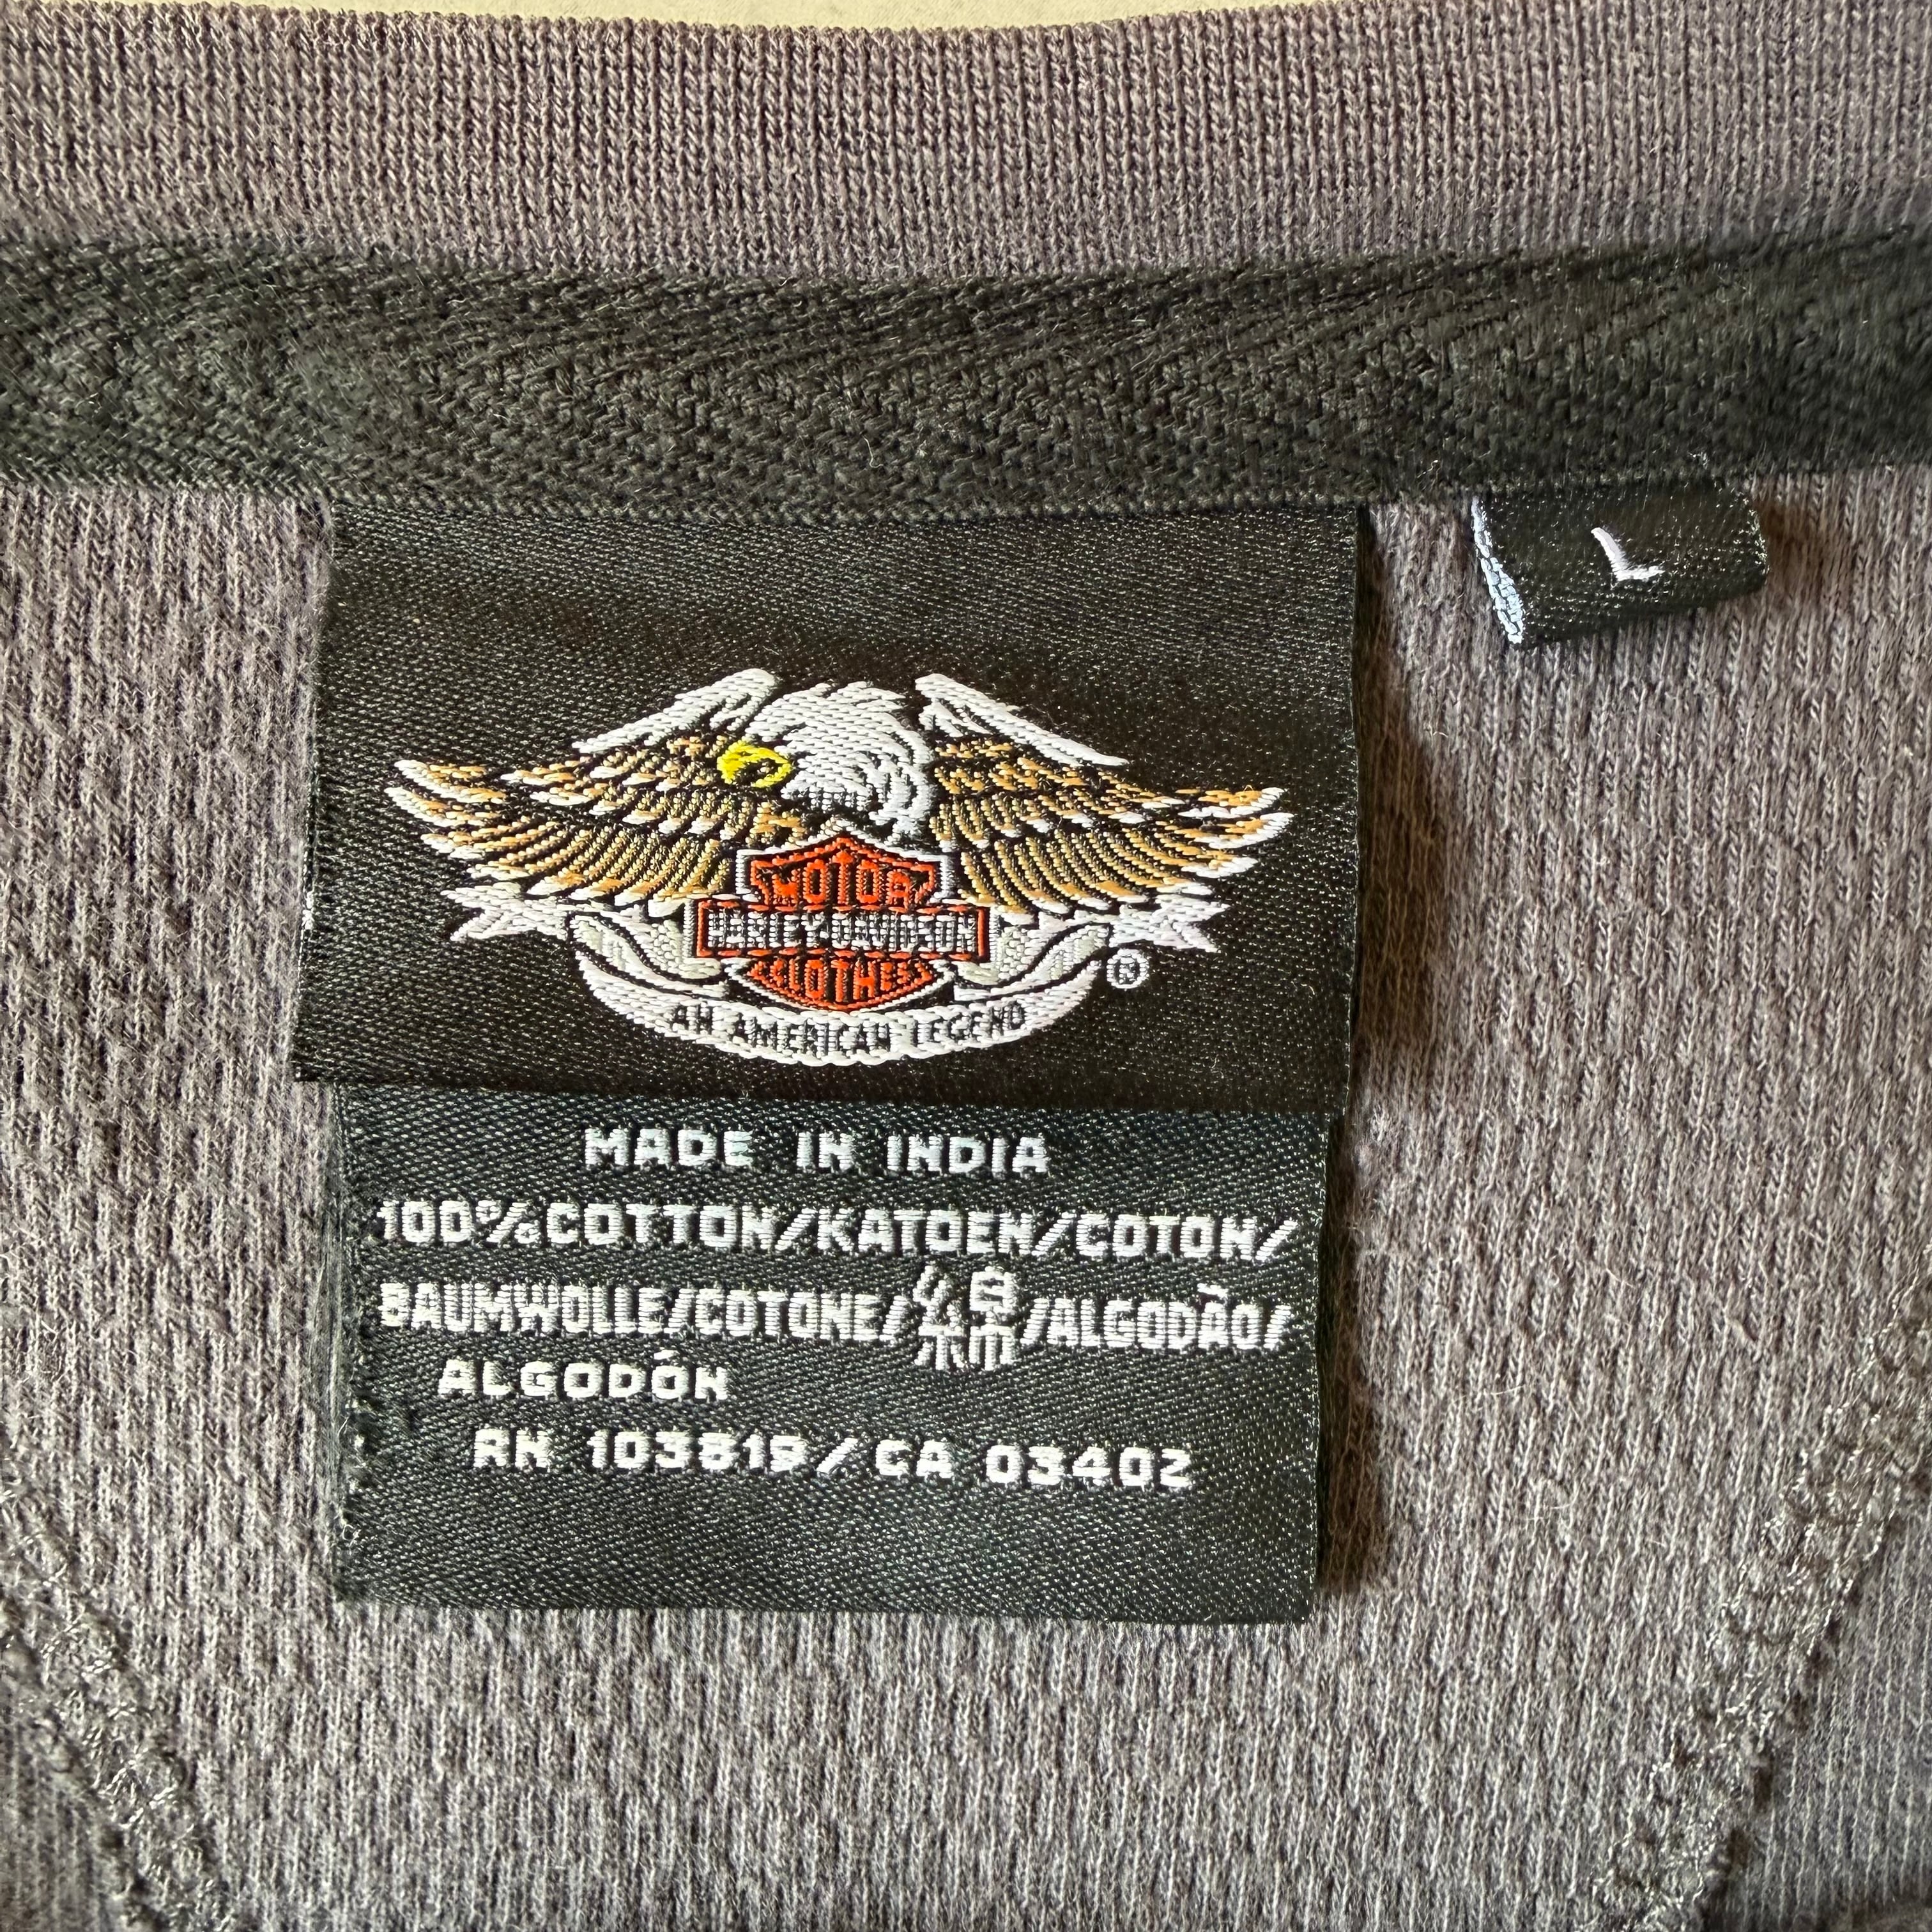 L
MOTOR
HARLEY-DAVIDSON
CLOTHES
®
AN AMERICAN LEGEND
MADE IN INDIA
100%COTTON/KATOEN/COTON/
BAUMWOLLE/COTONE/綿/ALGODÃO/
ALGODÓN
RN 103819/CA 03402